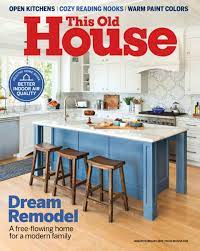 OPEN KITCHENS | COZY READING NOOKS | WARM PAINT COLORS
This Old
House
BETTER
INDOOR AIR
QUALITY
Dream
Remodel
A free-flowing home
for a modern family